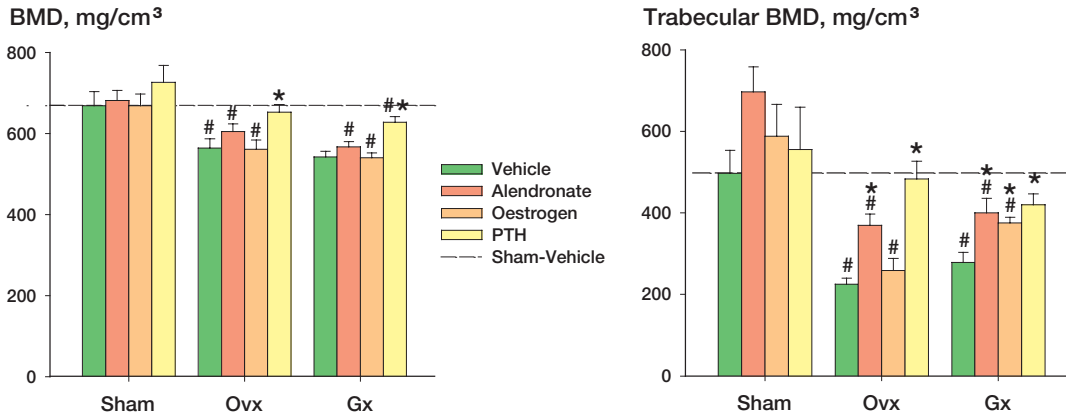 BMD, mg/cm³
800
600
400
200
0
# # # *
# # #*
Sham Ovx Gx
Vehicle
Alendronate
Oestrogen
PTH
Sham-Vehicle
Trabecular BMD, mg/cm³
800
600
400
200
0
# *# # *
# *# *# *
Sham Ovx Gx